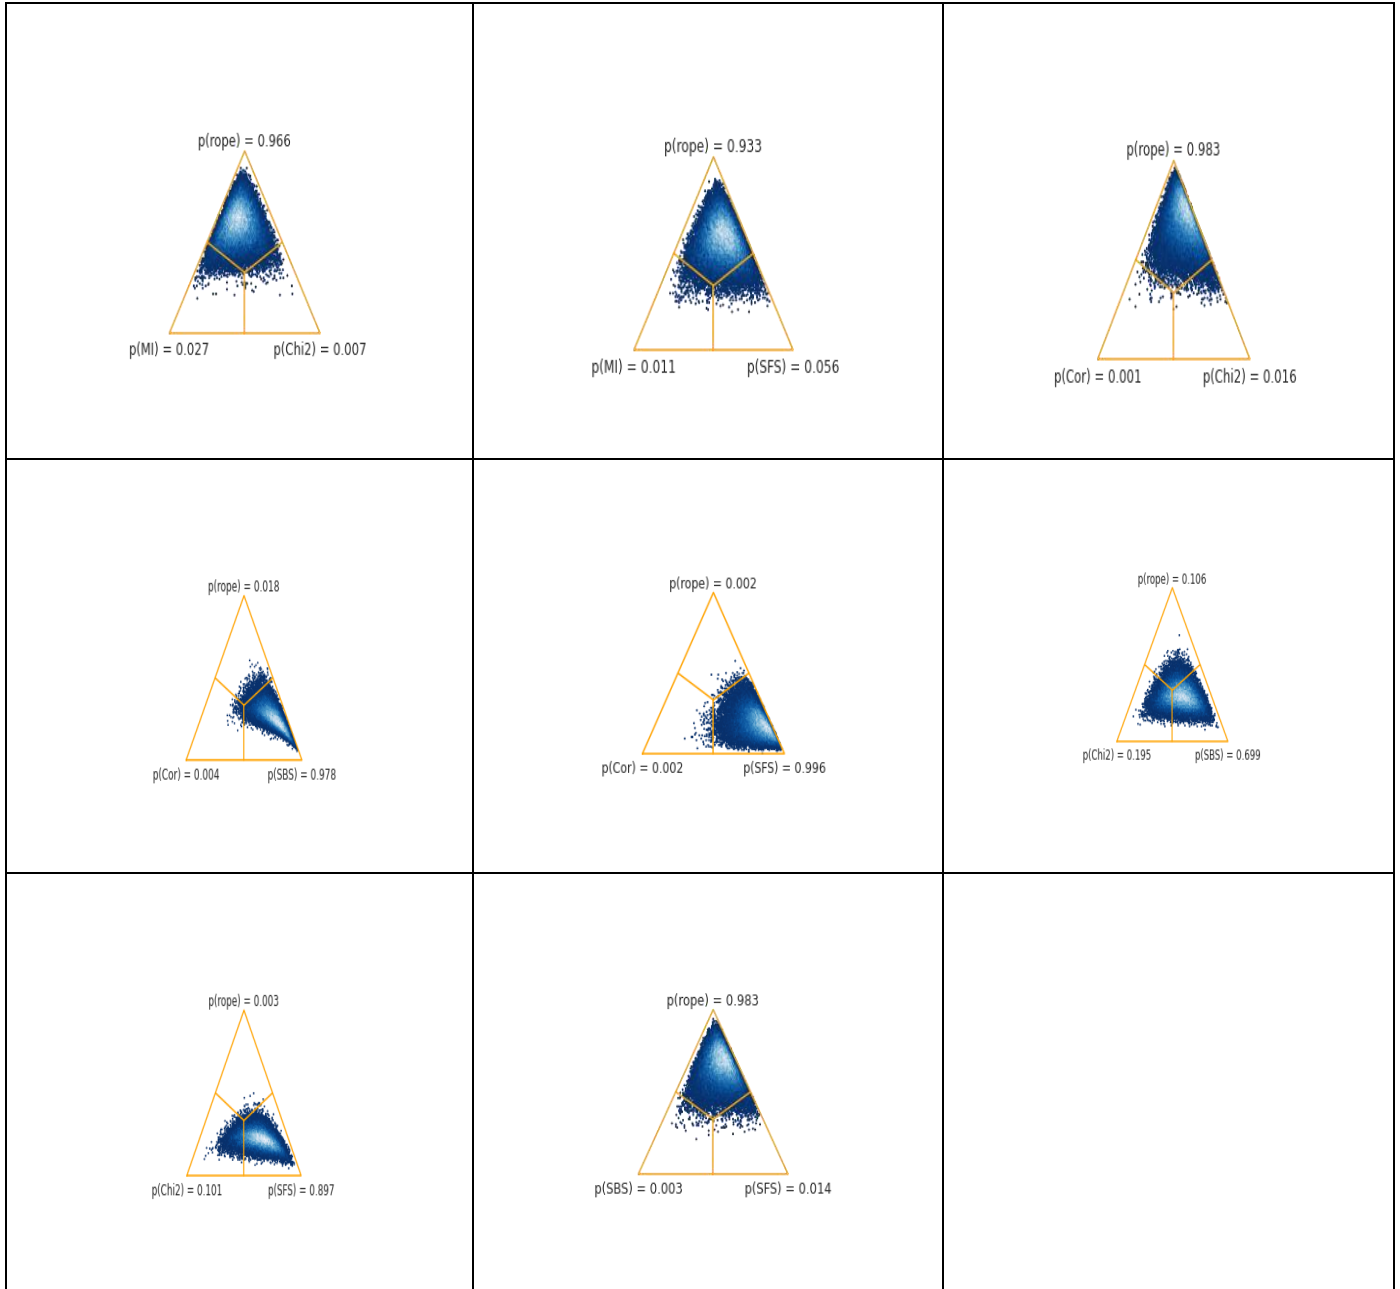 p(rope) = 0.966
p(MI) = 0.027
p(Chi2) = 0.007
p(rope) = 0.933
p(MI) = 0.011
p(SFS) = 0.056
p(rope) = 0.983
p(Cor) = 0.001
p(Chi2) = 0.016
p(rope) = 0.018
p(Cor) = 0.004
p(SBS) = 0.978
p(rope) = 0.002
p(Cor) = 0.002
p(SFS) = 0.996
p(rope) = 0.106
p(Chi2) = 0.195
p(SBS) = 0.699
p(rope) = 0.003
p(Chi2) = 0.101
p(SFS) = 0.897
p(rope) = 0.983
p(SBS) = 0.003
p(SFS) = 0.014